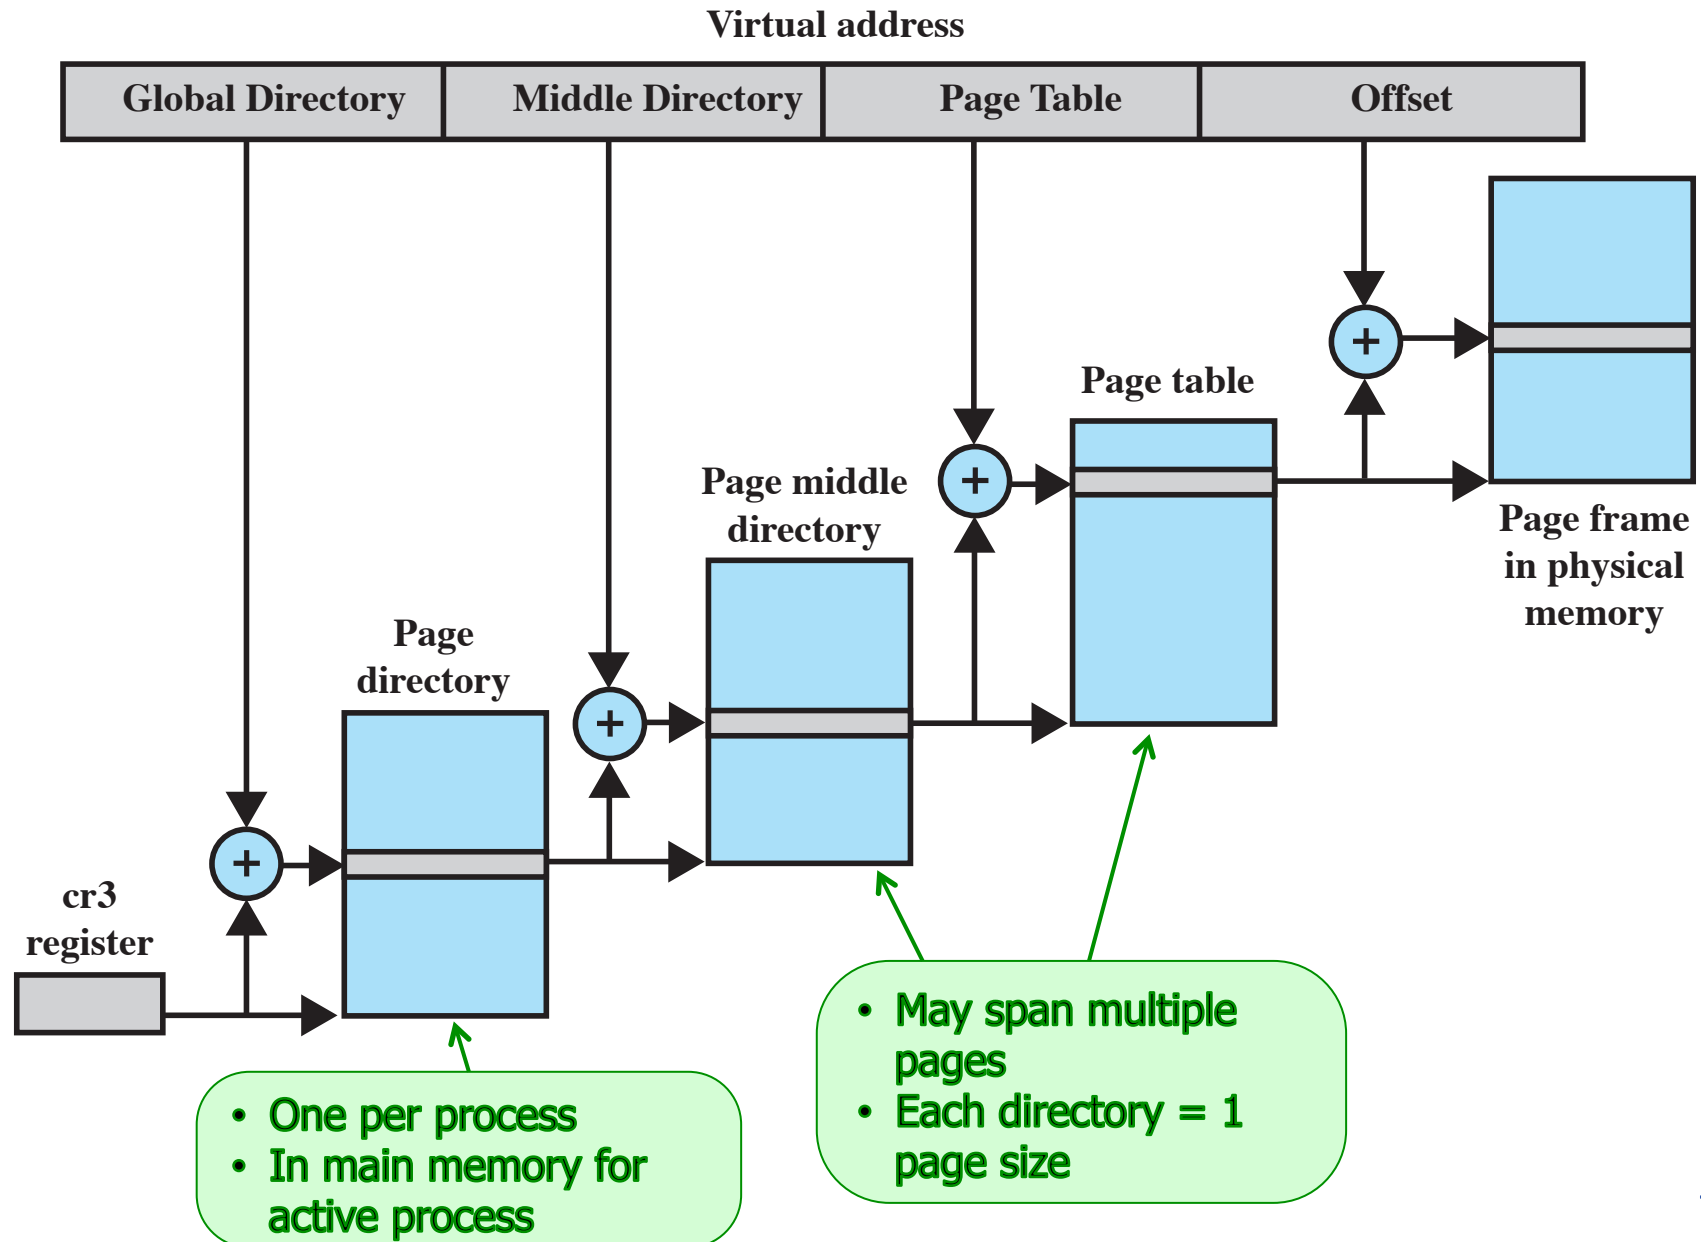 Virtual address
Global Directory
Middle Directory
Page Table
Offset
+
Page table
+
Page middle
directory
Page frame
in physical
memory
Page
directory
+
+
cr3
register
• May span multiple
pages
• Each directory = 1
page size
• One per process
• In main memory for
active process